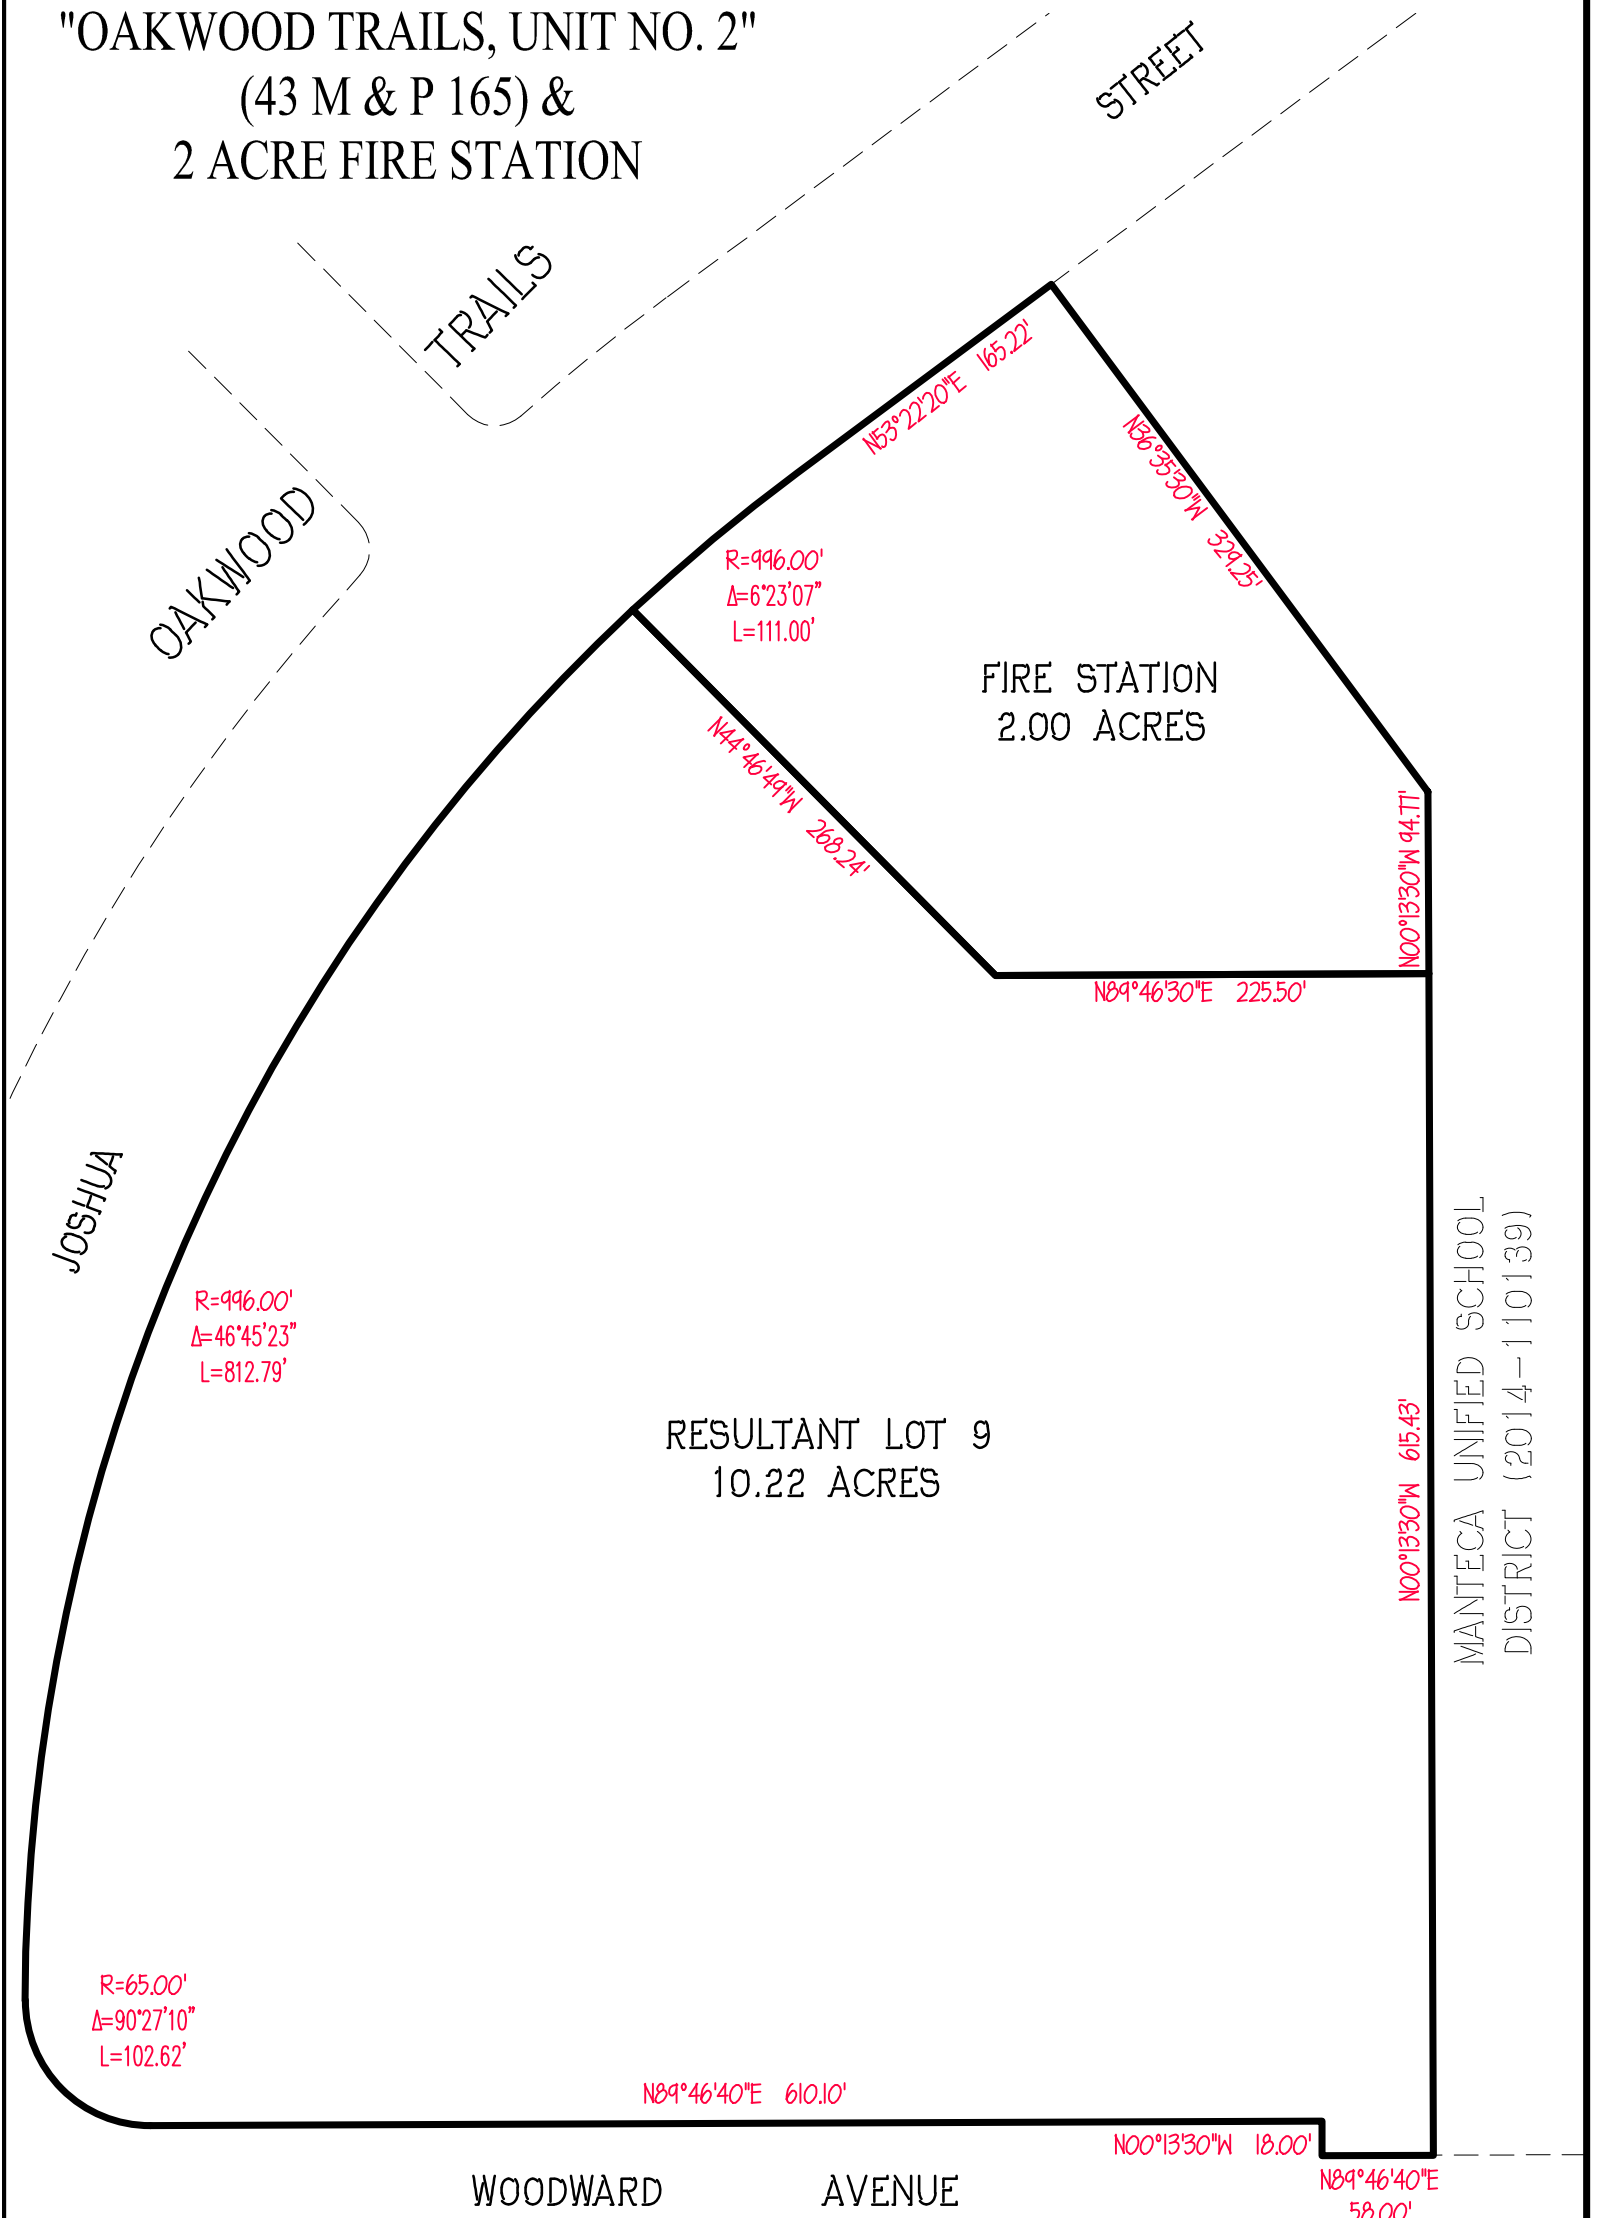 "OAKWOOD TRAILS, UNIT NO. 2"
(43 M & P 165) &
2 ACRE FIRE STATION
STREET
TRAILS
OAKWOOD
JOSHUA
N53°22'20"E 165.22'
N36°35'30"W 329.25'
R=996.00'
Δ=6°23'07"
L=111.00'
FIRE STATION
2.00 ACRES
N44°46'49"W 268.24'
N00°13'30"W 94.77'
N89°46'30"E 225.50'
R=996.00'
Δ=46°45'23"
L=812.79'
RESULTANT LOT 9
10.22 ACRES
N00°13'30"W 615.43'
MANTECA UNIFIED SCHOOL
DISTRICT (2014-110139)
R=65.00'
Δ=90°27'10"
L=102.62'
N89°46'40"E 610.10'
N00°13'30"W 18.00'
N89°46'40"E
58.00'
WOODWARD AVENUE